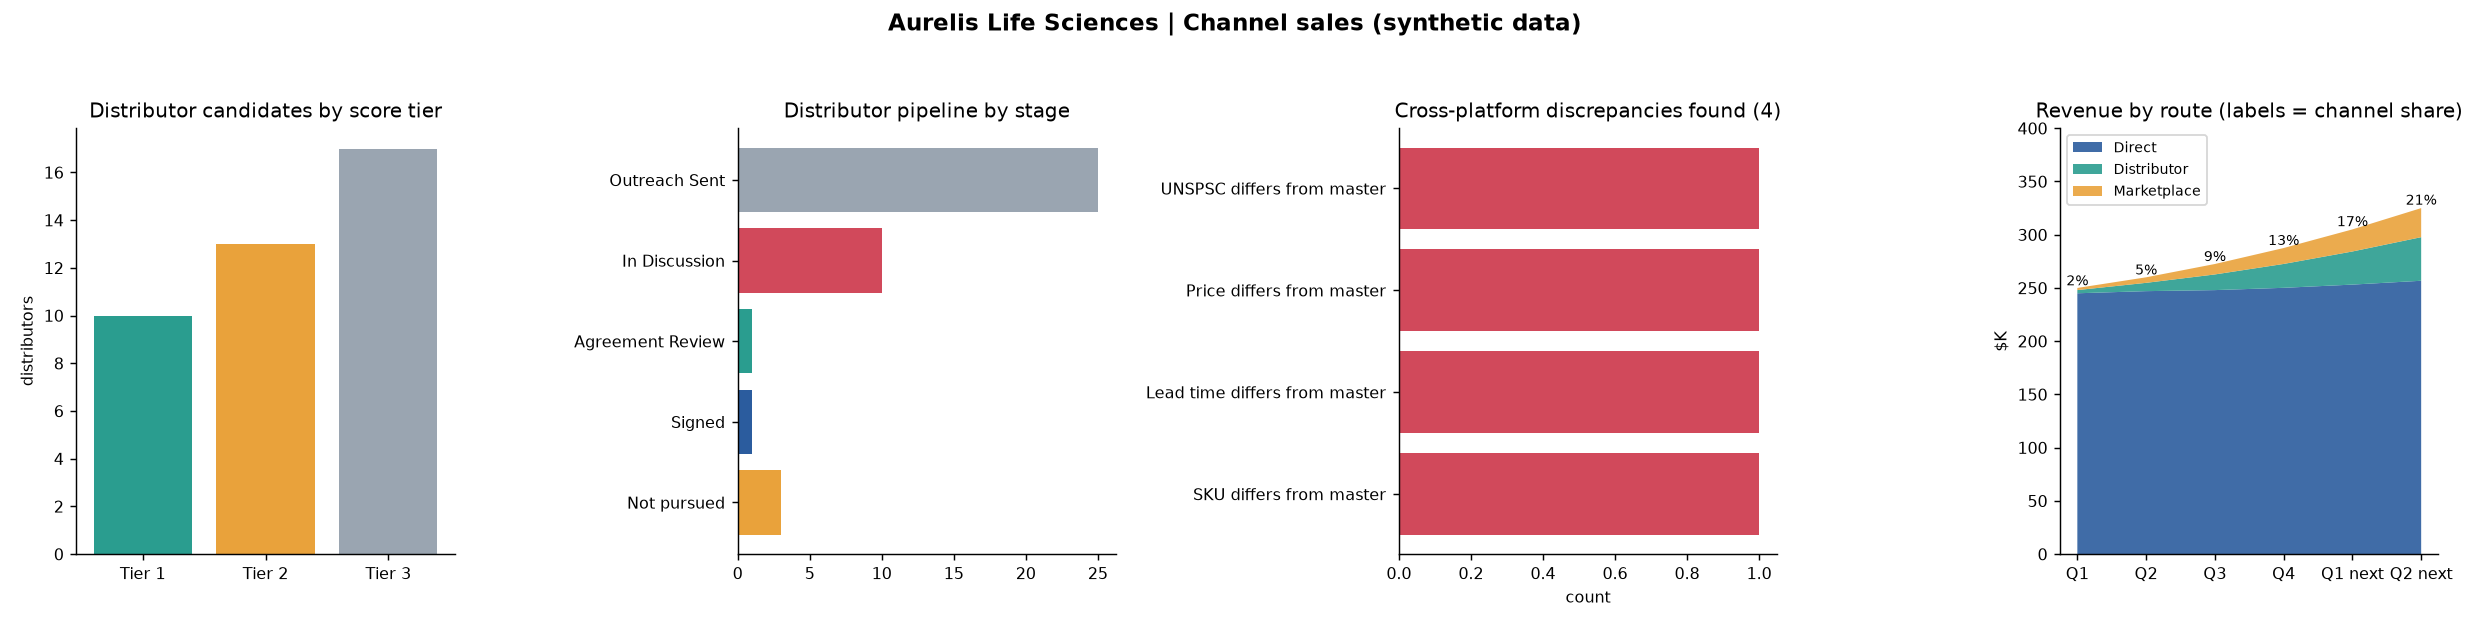 Aurelis Life Sciences | Channel sales (synthetic data)
Distributor candidates by score tier
distributors
16
14
12
10
8
6
4
2
0
Tier 1
Tier 2
Tier 3
Distributor pipeline by stage
Outreach Sent
In Discussion
Agreement Review
Signed
Not pursued
0
5
10
15
20
25
Cross-platform discrepancies found (4)
UNSPSC differs from master
Price differs from master
Lead time differs from master
SKU differs from master
0.0
0.2
0.4
0.6
0.8
1.0
count
Revenue by route (labels = channel share)
$K
400
350
300
250
200
150
100
50
0
Direct
Distributor
Marketplace
2%
5%
9%
13%
17%
21%
Q1
Q2
Q3
Q4
Q1 next
Q2 next